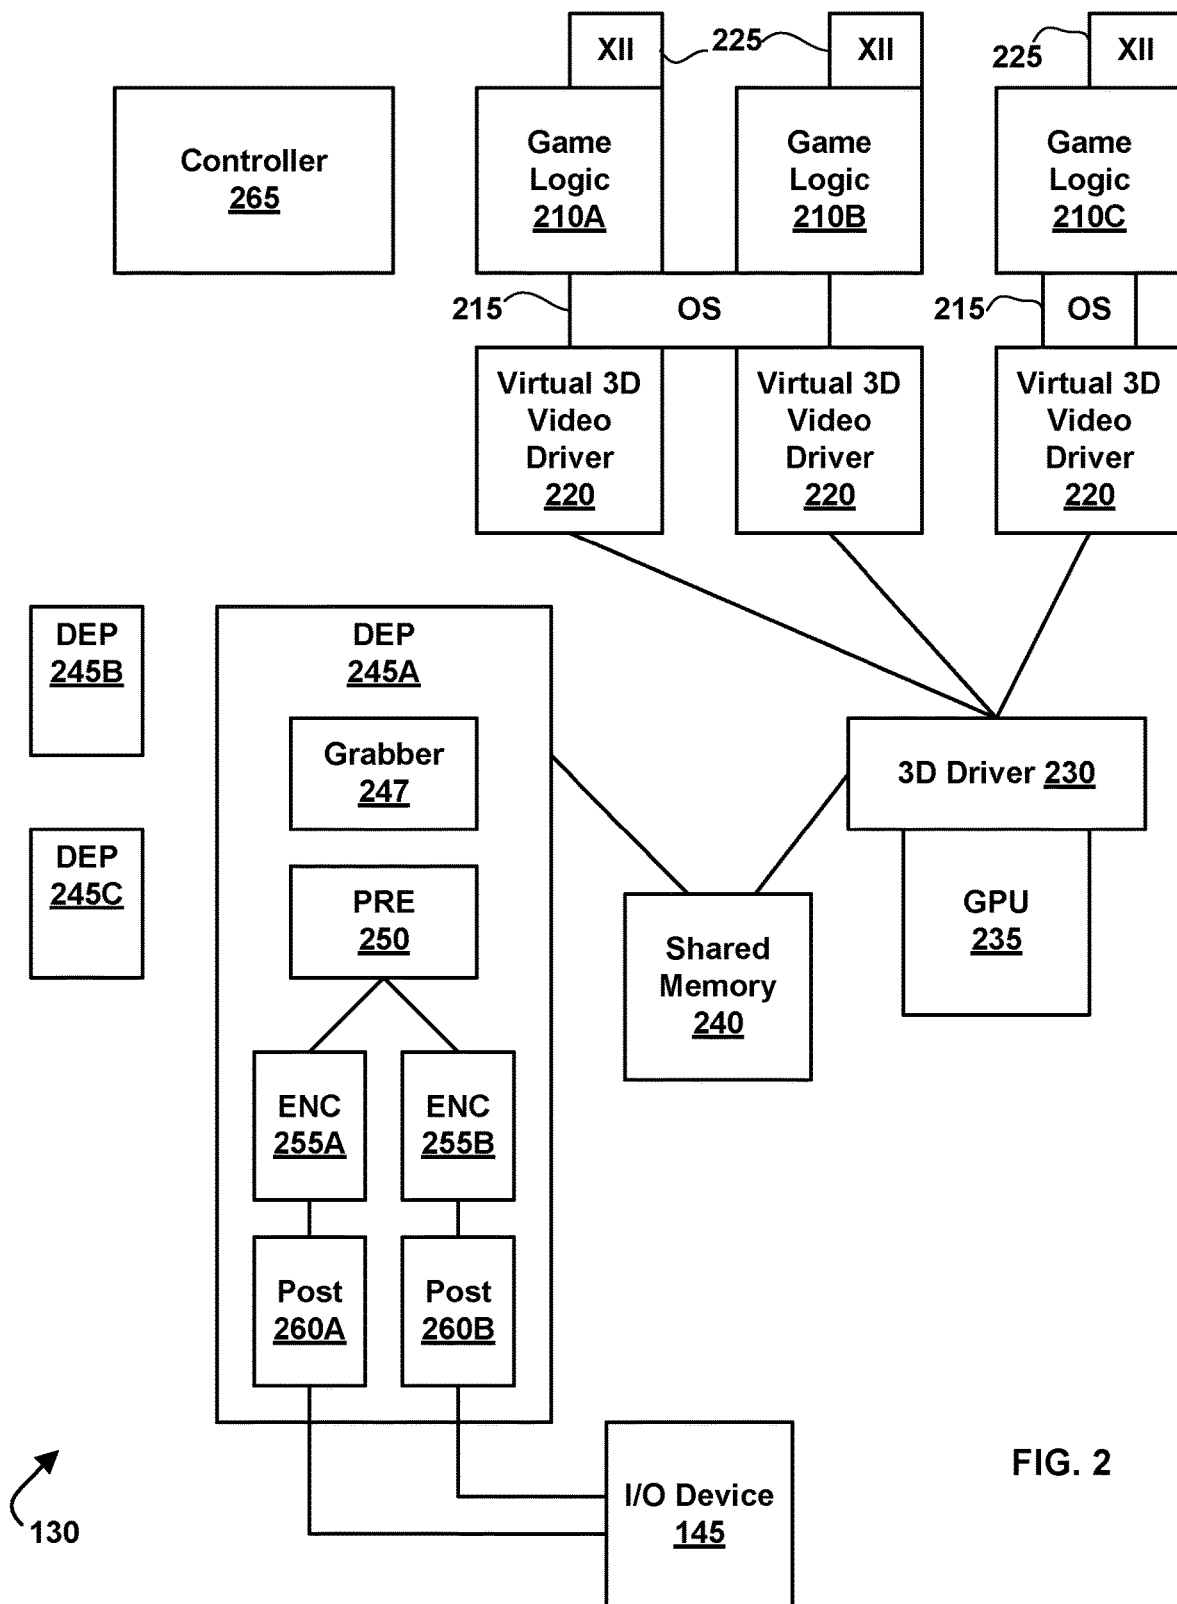 XII
225
XII
225
XII
Controller
265
Game
Logic
210A
Game
Logic
210B
Game
Logic
210C
215
OS
215
OS
Virtual 3D
Video
Driver
220
Virtual 3D
Video
Driver
220
Virtual 3D
Video
Driver
220
DEP
245B
DEP
245A
Grabber
247
3D Driver 230
DEP
245C
PRE
250
GPU
235
Shared
Memory
240
ENC
255A
ENC
255B
Post
260A
Post
260B
I/O Device
145
FIG. 2
130